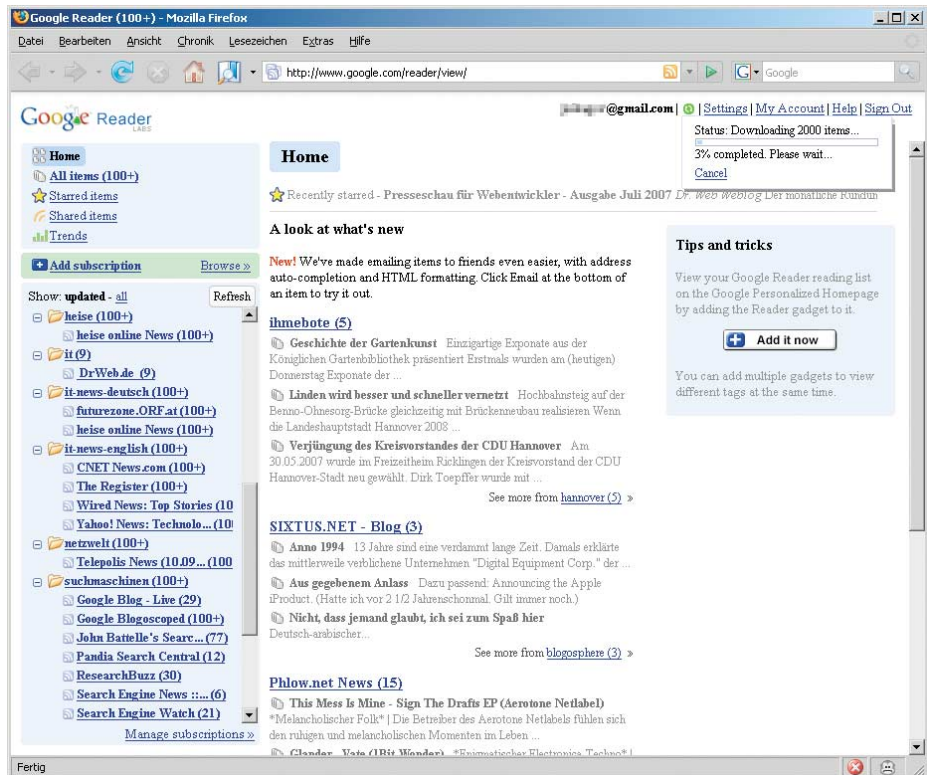 Google Reader (100+) - Mozilla Firefox
Datei Bearbeiten Ansicht Chronik Lesezeichen Extras Hilfe
http://www.google.com/reader/view/
G Google
@gmail.com | Settings | My Account | Help | Sign Out
Google Reader
LABS
Status: Downloading 2000 items...
3% completed. Please wait...
Cancel
Home
All items (100+)
Starred items
Shared items
Trends
Add subscription Browse »
Show: updated - all Refresh
heise (100+)
heise online News (100+)
it (9)
DrWeb.de (9)
it-news-deutsch (100+)
futurezone.ORF.at (100+)
heise online News (100+)
it-news-english (100+)
CNET News.com (100+)
The Register (100+)
Wired News: Top Stories (10
Yahoo! News: Technolo... (10
netzwelt (100+)
Telepolis News (10.09... (100
suchmaschinen (100+)
Google Blog - Live (29)
Google Blogoscoped (100+)
John Battelle's Searc... (77)
Pandia Search Central (12)
ResearchBuzz (30)
Search Engine News ::... (6)
Search Engine Watch (21)
Manage subscriptions »
Home
Recently starred - Presseschau für Webentwickler - Ausgabe Juli 2007 Dr. Web Weblog Der monatliche Rundun
A look at what's new
New! We've made emailing items to friends even easier, with address
auto-completion and HTML formatting. Click Email at the bottom of
an item to try it out.
ihmebote (5)
Geschichte der Gartenkunst Einzigartige Exponate aus der
Königlichen Gartenbibliothek präsentiert Erstmals wurden am (heutigen)
Donnerstag Exponate der ...
Linden wird besser und schneller vernetzt Hochbahnsteig auf der
Benno-Ohnesorg-Brücke gleichzeitig mit Brückenneubau realisieren Wenn
die Landeshauptstadt Hannover 2008 ...
Verjüngung des Kreisvorstandes der CDU Hannover Am
30.05.2007 wurde im Freizeitheim Ricklingen der Kreisvorstand der CDU
Hannover-Stadt neu gewählt. Dirk Toepffer wurde mit ...
See more from hannover (5) »
SIXTUS.NET - Blog (3)
Anno 1994 13 Jahre sind eine verdammt lange Zeit. Damals erklärte
das mittlerweile verblichene Unternehmen "Digital Equipment Corp." der ...
Aus gegebenem Anlass Dazu passend: Announcing the Apple
iProduct. (Hatte ich vor 2 1/2 Jahrenschonmal. Gilt immer noch.)
Nicht, dass jemand glaubt, ich sei zum Spaß hier
Deutsch-arabischer...
See more from blogosphere (3) »
Phlow.net News (15)
This Mess Is Mine - Sign The Drafts EP (Aerotone Netlabel)
*Melancholischer Folk* | Die Betreiber des Aerotone Netlabels fühlen sich
den ruhigen und melancholischen Momenten im Leben ...
Glander - Vate (1Bit Wonder) *Enigmatischer Electronica Techno* |
Tips and tricks
View your Google Reader reading list
on the Google Personalized Homepage
by adding the Reader gadget to it.
Add it now
You can add multiple gadgets to view
different tags at the same time.
Fertig